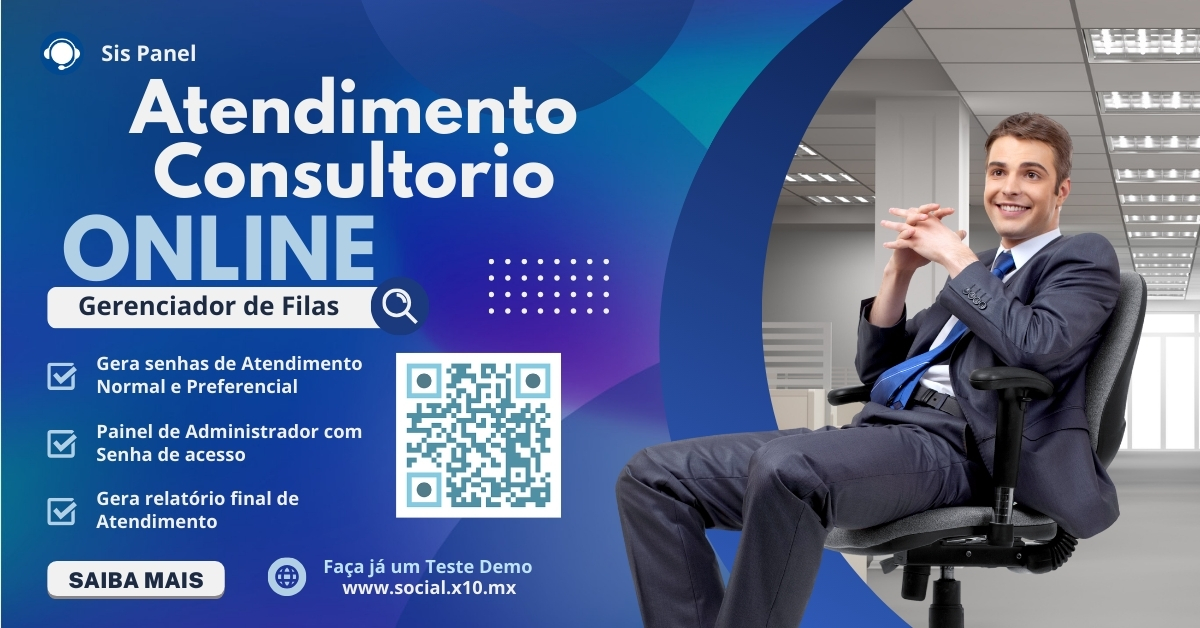 Sis Panel
Atendimento
Consultorio
ONLINE
Gerenciador de Filas
Gera senhas de Atendimento
Normal e Preferencial
Painel de Administrador com
Senha de acesso
Gera relatório final de
Atendimento
SAIBA MAIS
Faça já um Teste Demo
www.social.x10.mx